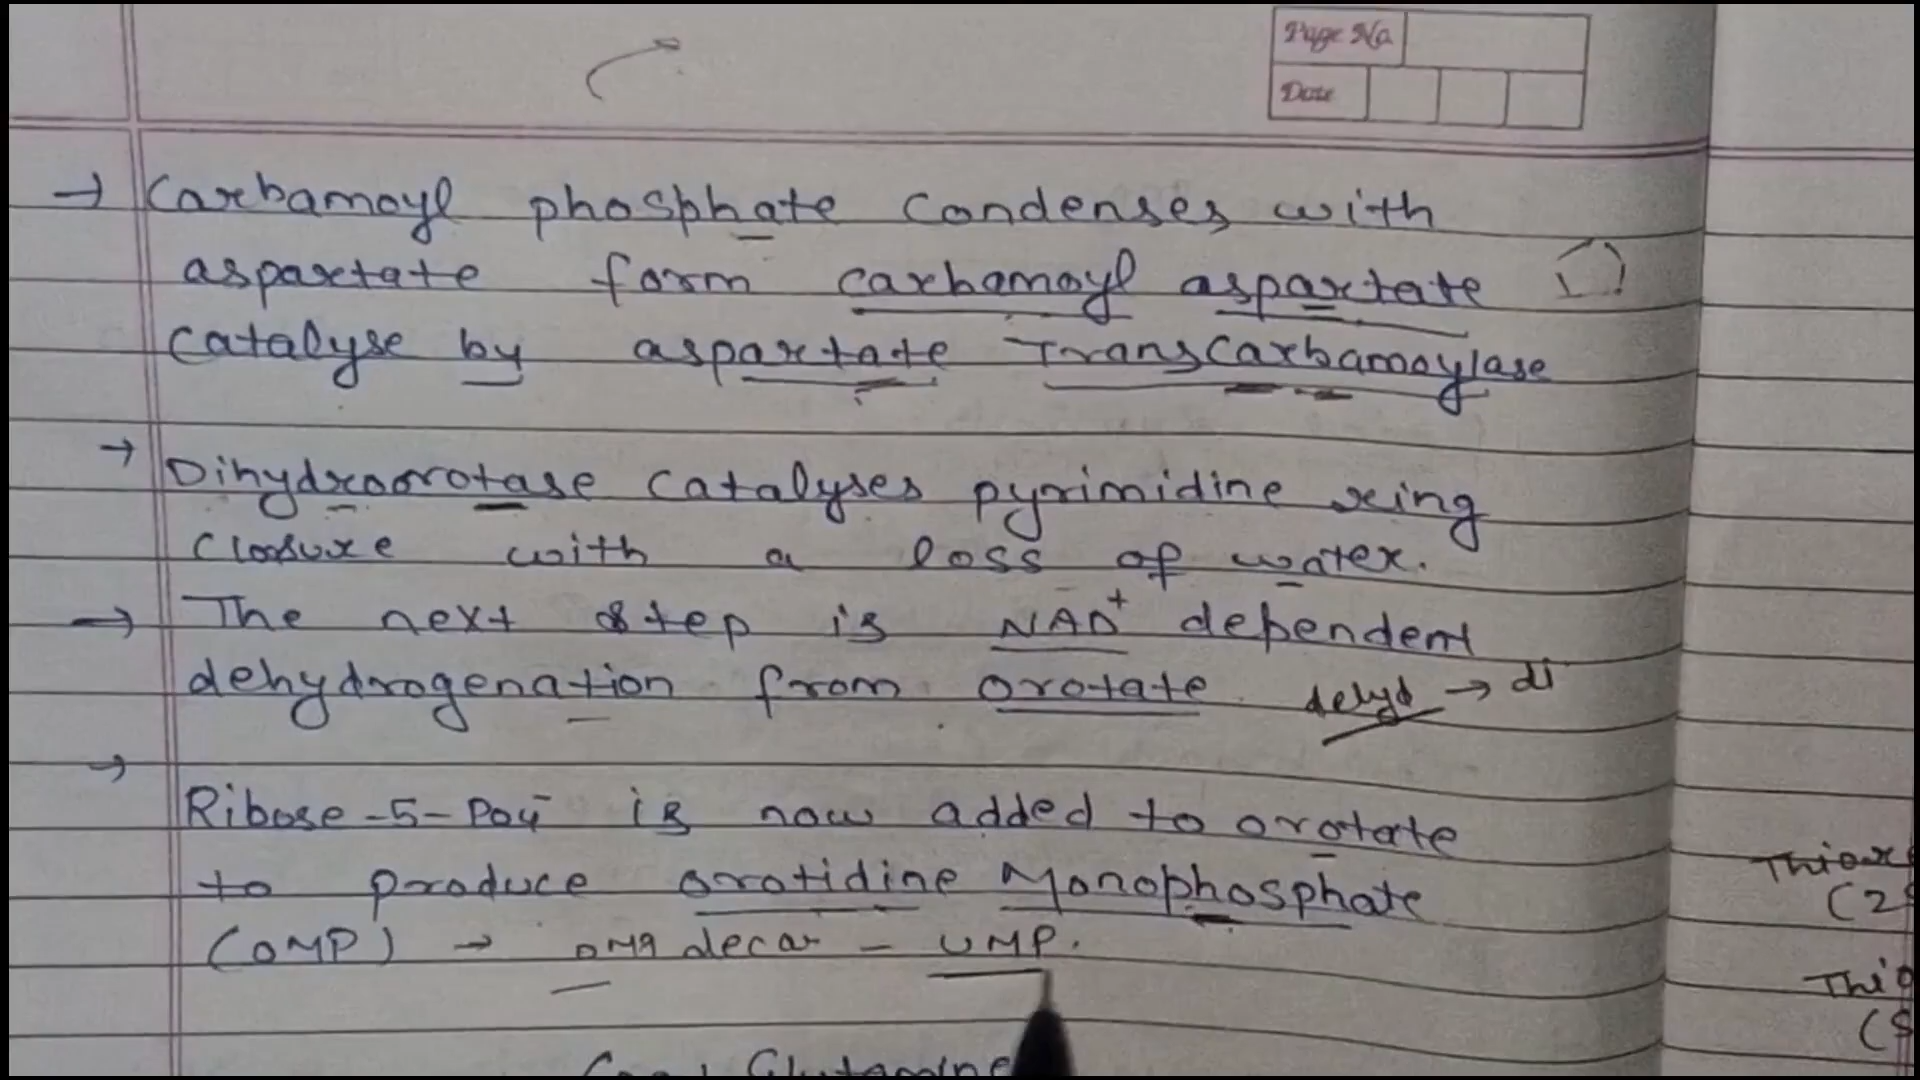 Page No.
Date
→ Carbamoyl phosphate condenses with
aspartate form carbamoyl aspartate
catalyse by aspartate Transcarbamoylase
→ Dihydroorotase catalyses pyrimidine ring
closure with a loss of water.
→ The next step is NAD+ dependent
dehydrogenation from orotate. dehyd → di
→ Ribose-5-Po4- is now added to orotate
to produce orotidine Monophosphate
(OMP) → OMP decar - UMP.
Glutamine
(2
(S